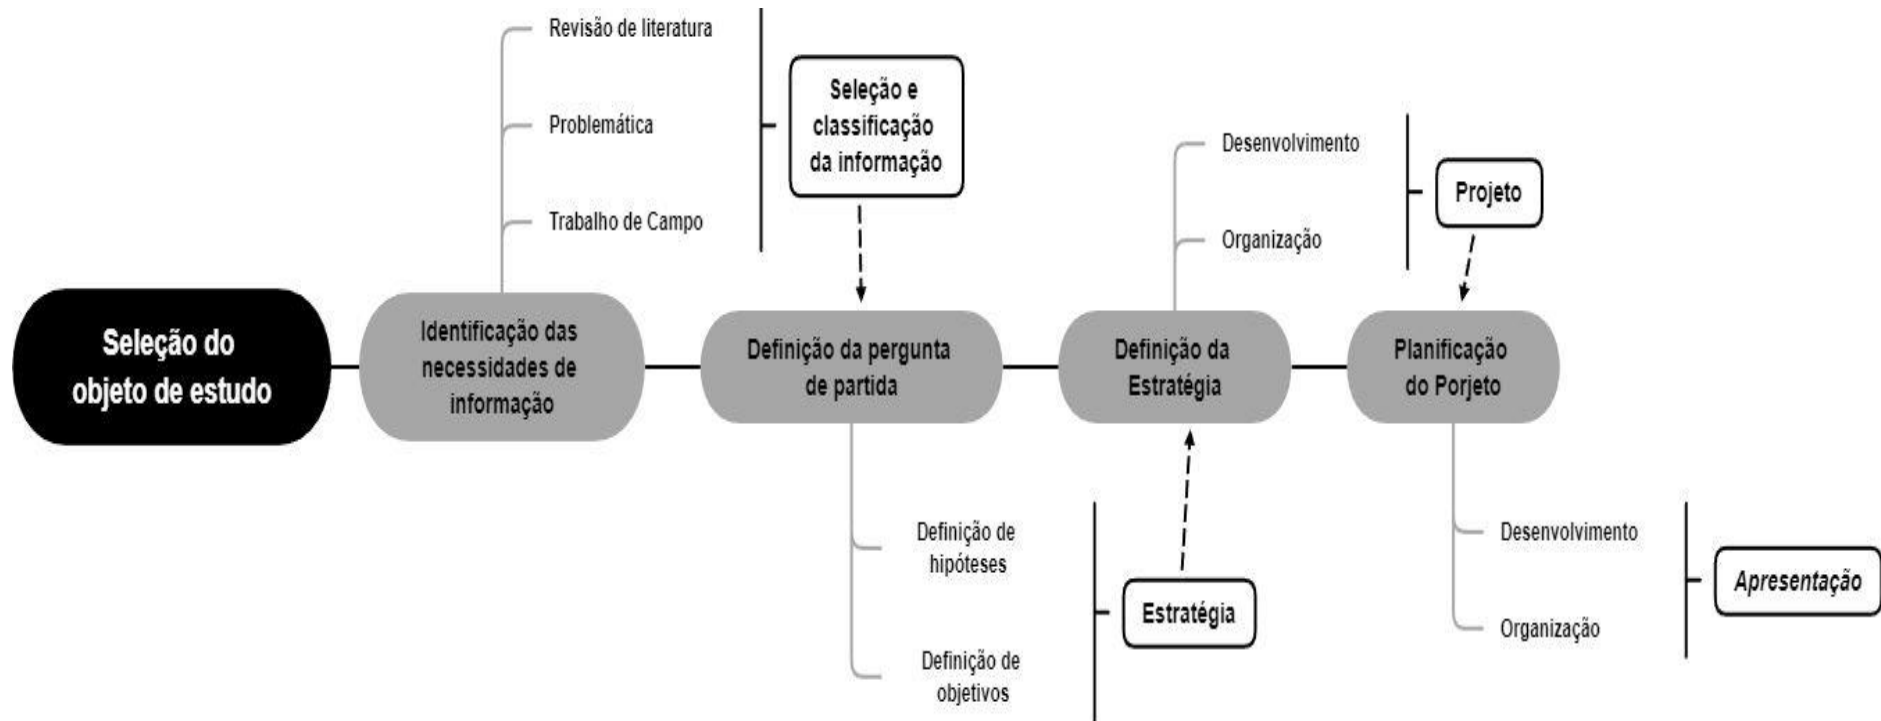 Revisão de literatura
Problemática
Trabalho de Campo
Seleção e
classificação
da informação
Desenvolvimento
Organização
Projeto
Seleção do
objeto de estudo
Identificação das
necessidades de
informação
Definição da pergunta
de partida
Definição da
Estratégia
Planificação
do Porjeto
Definição de
hipóteses
Definição de
objetivos
Estratégia
Desenvolvimento
Organização
Apresentação